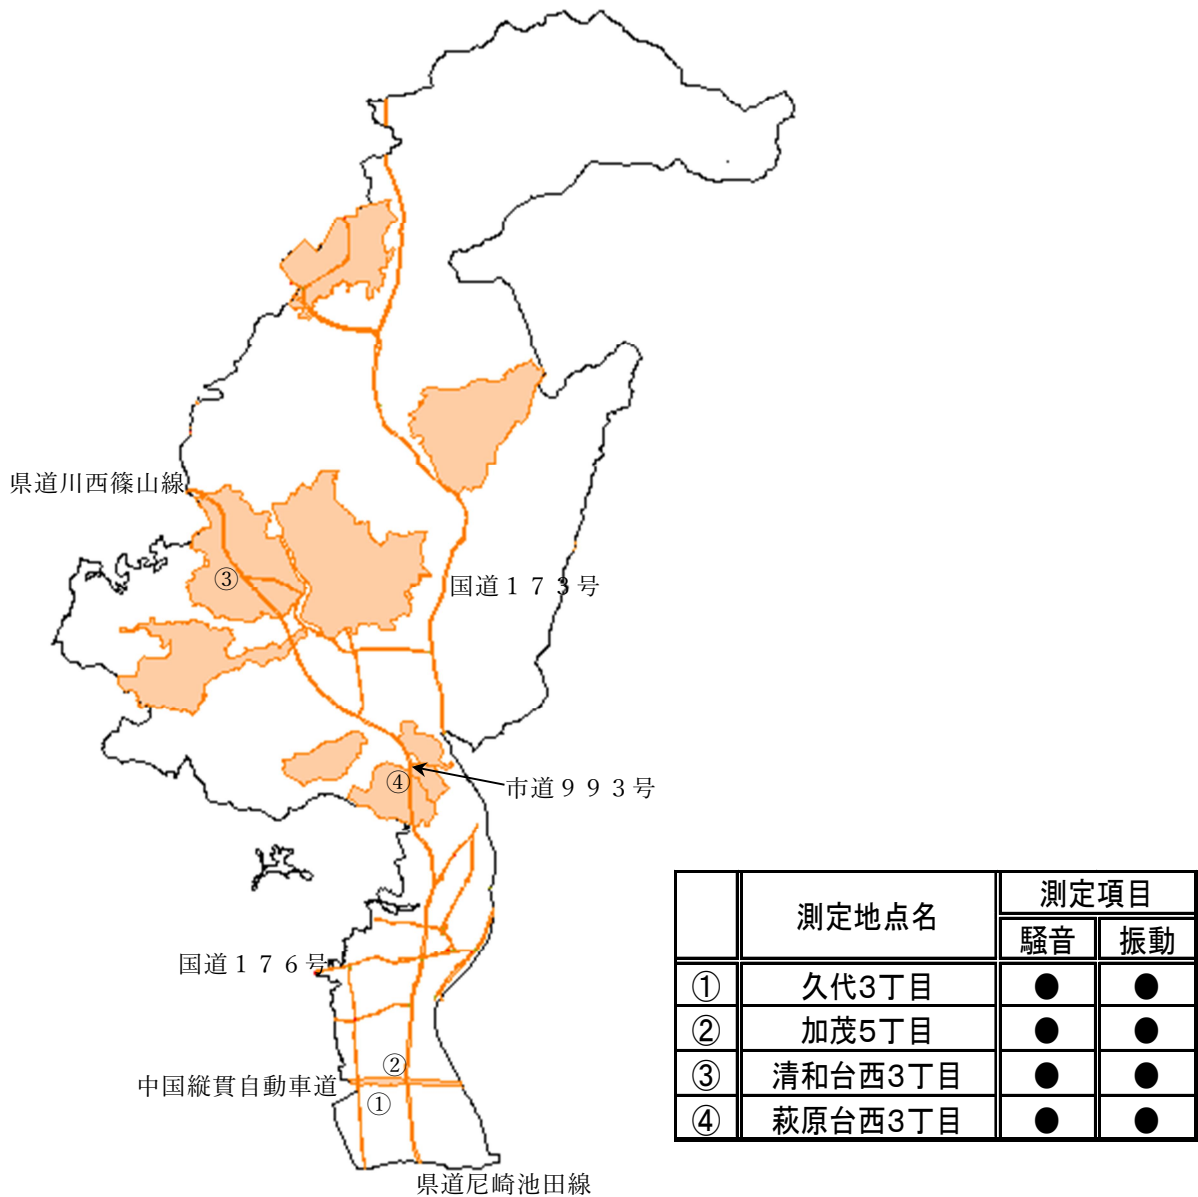 県道川西篠山線
③
国道１７３号
④
市道９９３号
国道１７６号
②
中国縦貫自動車道
①
県道尼崎池田線
測定地点名 測定項目
騒音 振動
① 久代3丁目 ● ●
② 加茂5丁目 ● ●
③ 清和台西3丁目 ● ●
④ 萩原台西3丁目 ● ●